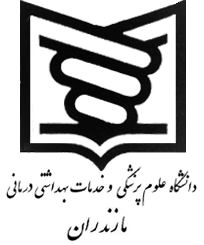 دانشگاه علوم پزشکی و خدمات بهداشتی درمانی
مازندران